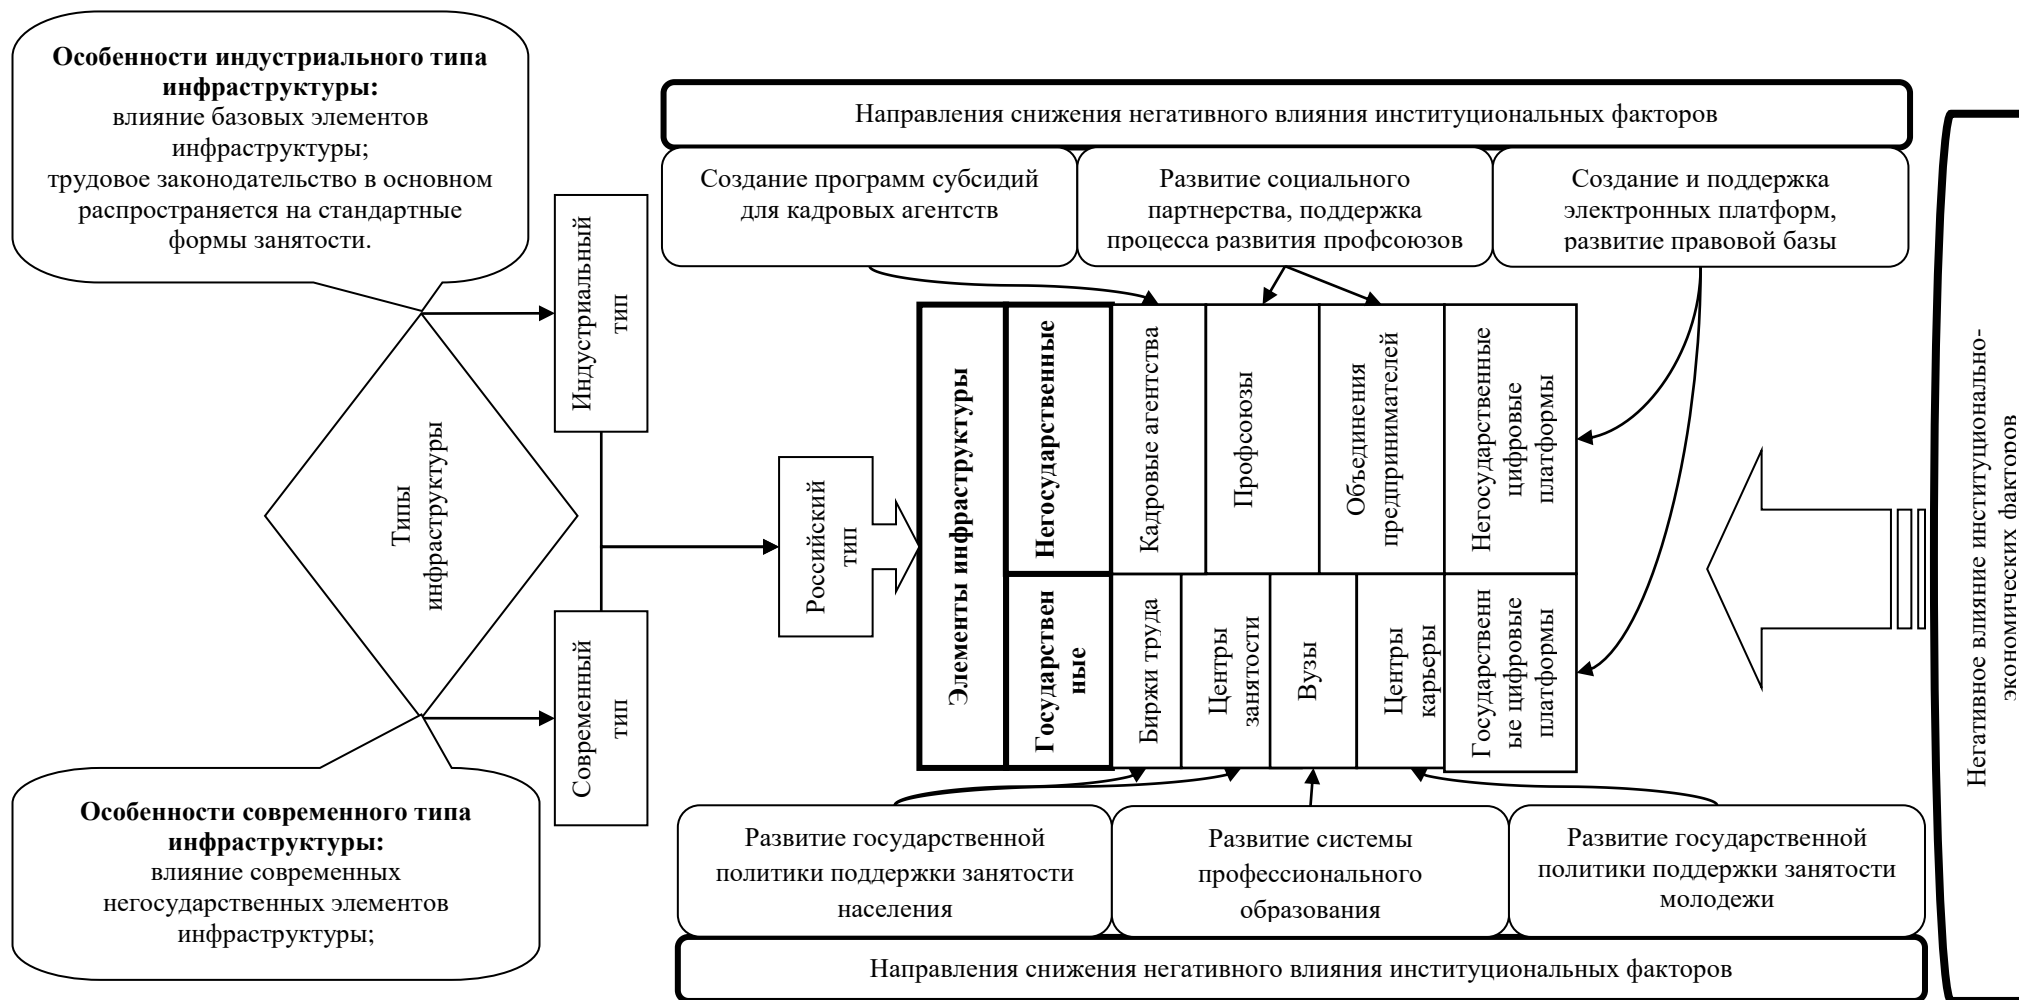 Особенности индустриального типа
инфраструктуры:
влияние базовых элементов
инфраструктуры;
трудовое законодательство в основном
распространяется на стандартные
формы занятости.
Типы
инфраструктуры
Индустриальный
тип
Современный
тип
Особенности современного типа
инфраструктуры:
влияние современных
негосударственных элементов
инфраструктуры;
Российский
тип
Направления снижения негативного влияния институциональных факторов
Создание программ субсидий
для кадровых агентств
Развитие социального
партнерства, поддержка
процесса развития профсоюзов
Создание и поддержка
электронных платформ,
развитие правовой базы
Элементы инфраструктуры
Негосударственные
Кадровые агентства
Профсоюзы
Объединения
предпринимателей
Негосударственные
цифровые
платформы
Государствен
ные
Биржи труда
Центры
занятости
Вузы
Центры
карьеры
Государственн
ые цифровые
платформы
Развитие государственной
политики поддержки занятости
населения
Развитие системы
профессионального
образования
Развитие государственной
политики поддержки занятости
молодежи
Направления снижения негативного влияния институциональных факторов
Негативное влияние институционально-
экономических факторов